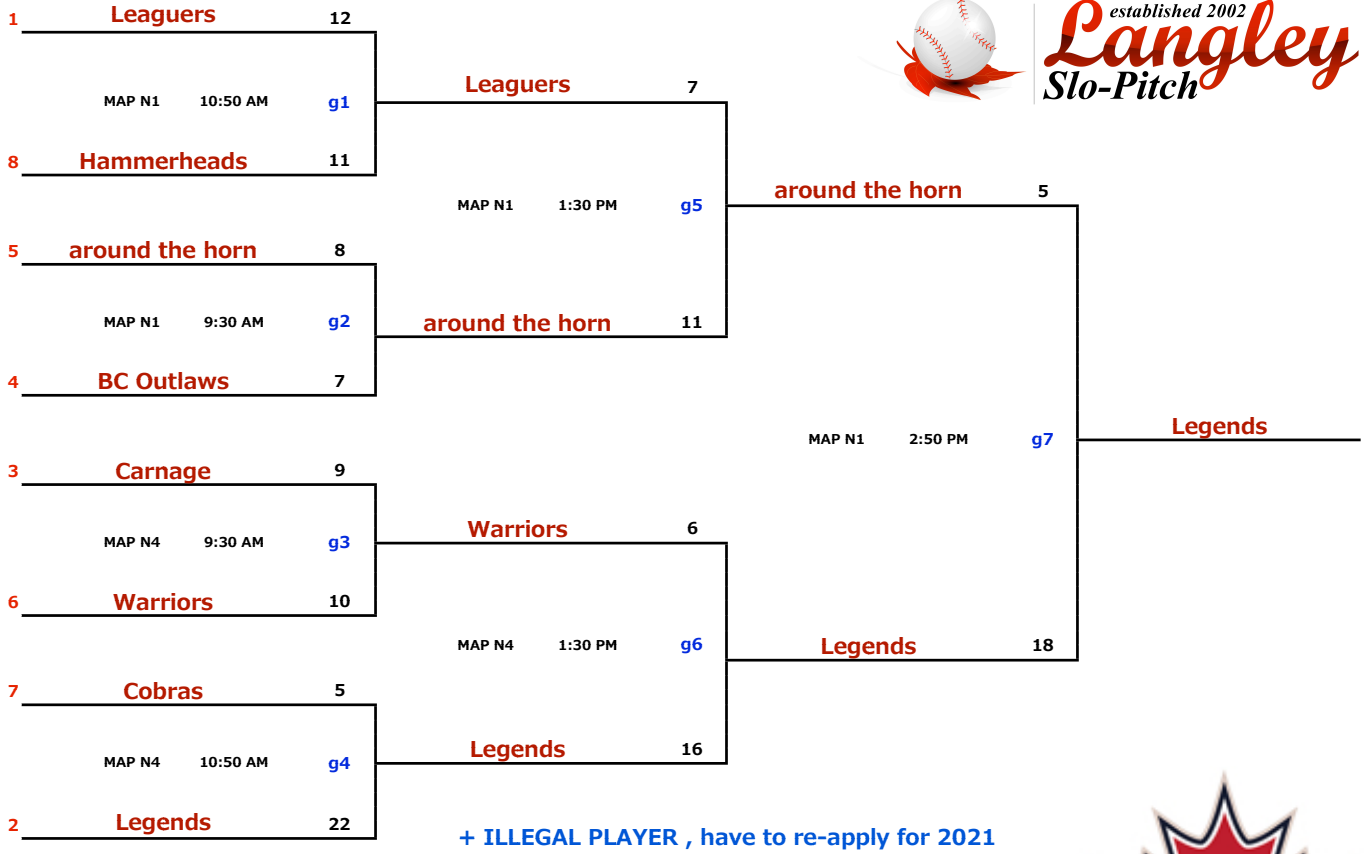 established 2002
Langley
Slo-Pitch
1 Leaguers 12
MAP N1 10:50 AM g1
8 Hammerheads 11
Leaguers 7
MAP N1 1:30 PM g5
5 around the horn 8
MAP N1 9:30 AM g2
4 BC Outlaws 7
around the horn 11
around the horn 5
MAP N1 2:50 PM g7
Legends
3 Carnage 9
MAP N4 9:30 AM g3
6 Warriors 10
Warriors 6
MAP N4 1:30 PM g6
7 Cobras 5
MAP N4 10:50 AM g4
2 Legends 22
Legends 16
Legends 18
+ ILLEGAL PLAYER , have to re-apply for 2021